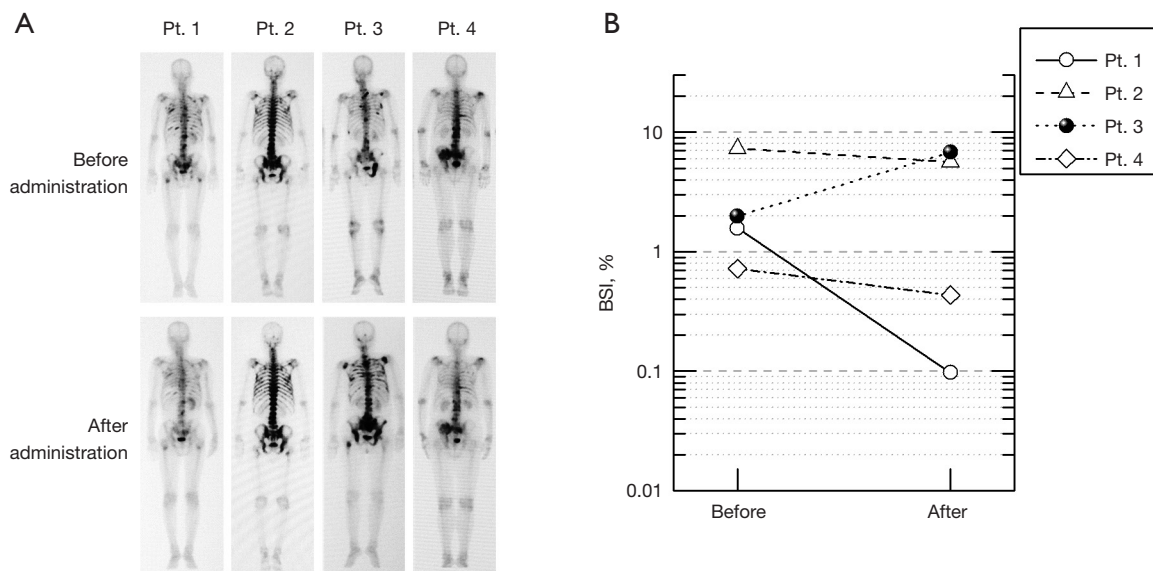 A
Pt. 1 Pt. 2 Pt. 3 Pt. 4
Before
administration
After
administration
B
Pt. 1
Pt. 2
Pt. 3
Pt. 4
10
1
0.1
0.01
BSI, %
Before After